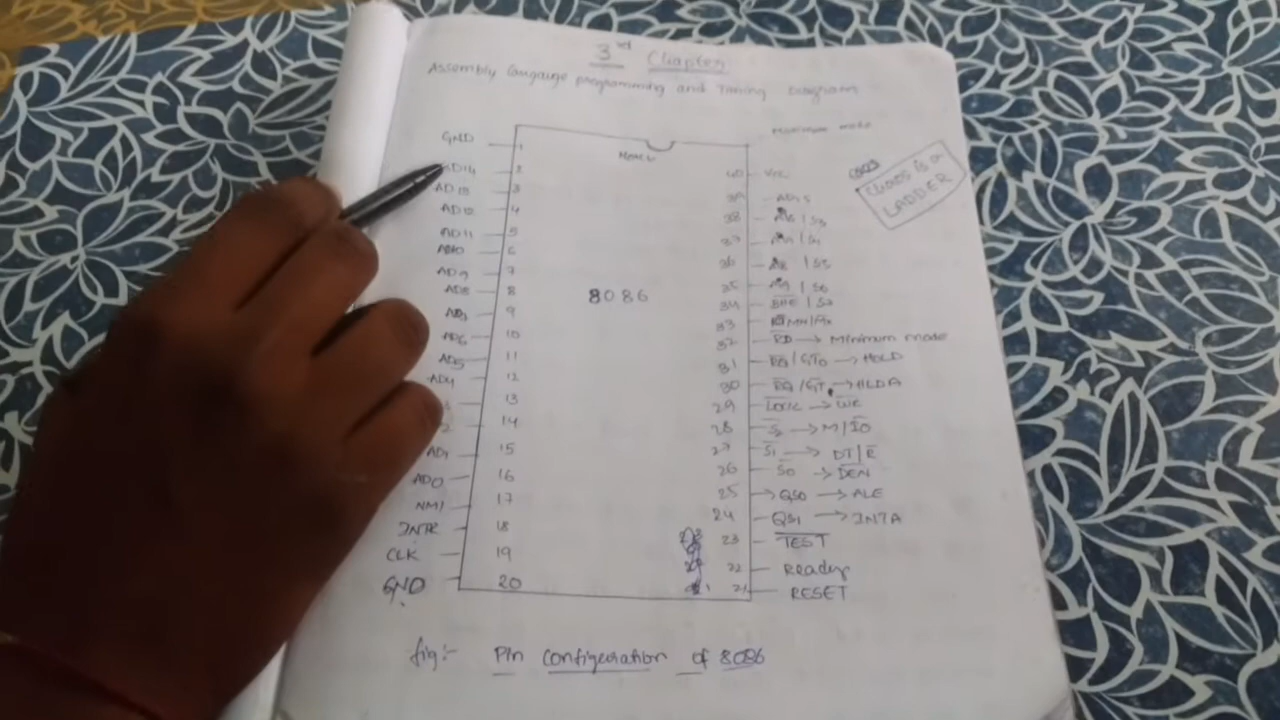 3rd Chapter
Assembly langauge programming and Timing Diagrams
GND 1
AD14 2
AD13 3
AD12 4
AD11 5
AD10 6
AD9 7
AD8 8
AD7 9
AD6 10
AD5 11
AD4 12
13
2 14
AD1 15
AD0 16
NMI 17
INTR 18
CLK 19
GND 20
8086
40 Vcc
39 AD15
38 A16 / S3
37 A17 / S4
36 A18 / S5
35 A19 / S6
34 BHE / S7
33 MN/MX
32 RD → Minimum mode
31 RQ/GT0 → HOLD
30 RQ/GT1 → HLDA
29 LOCK → WR
28 S2 → M/IO
27 S1 → DT/R
26 S0 → DEN
25 → QS0 → ALE
24 QS1 → INTA
23 TEST
22 Ready
21 RESET
LADDER
fig:- Pin configeration of 8086